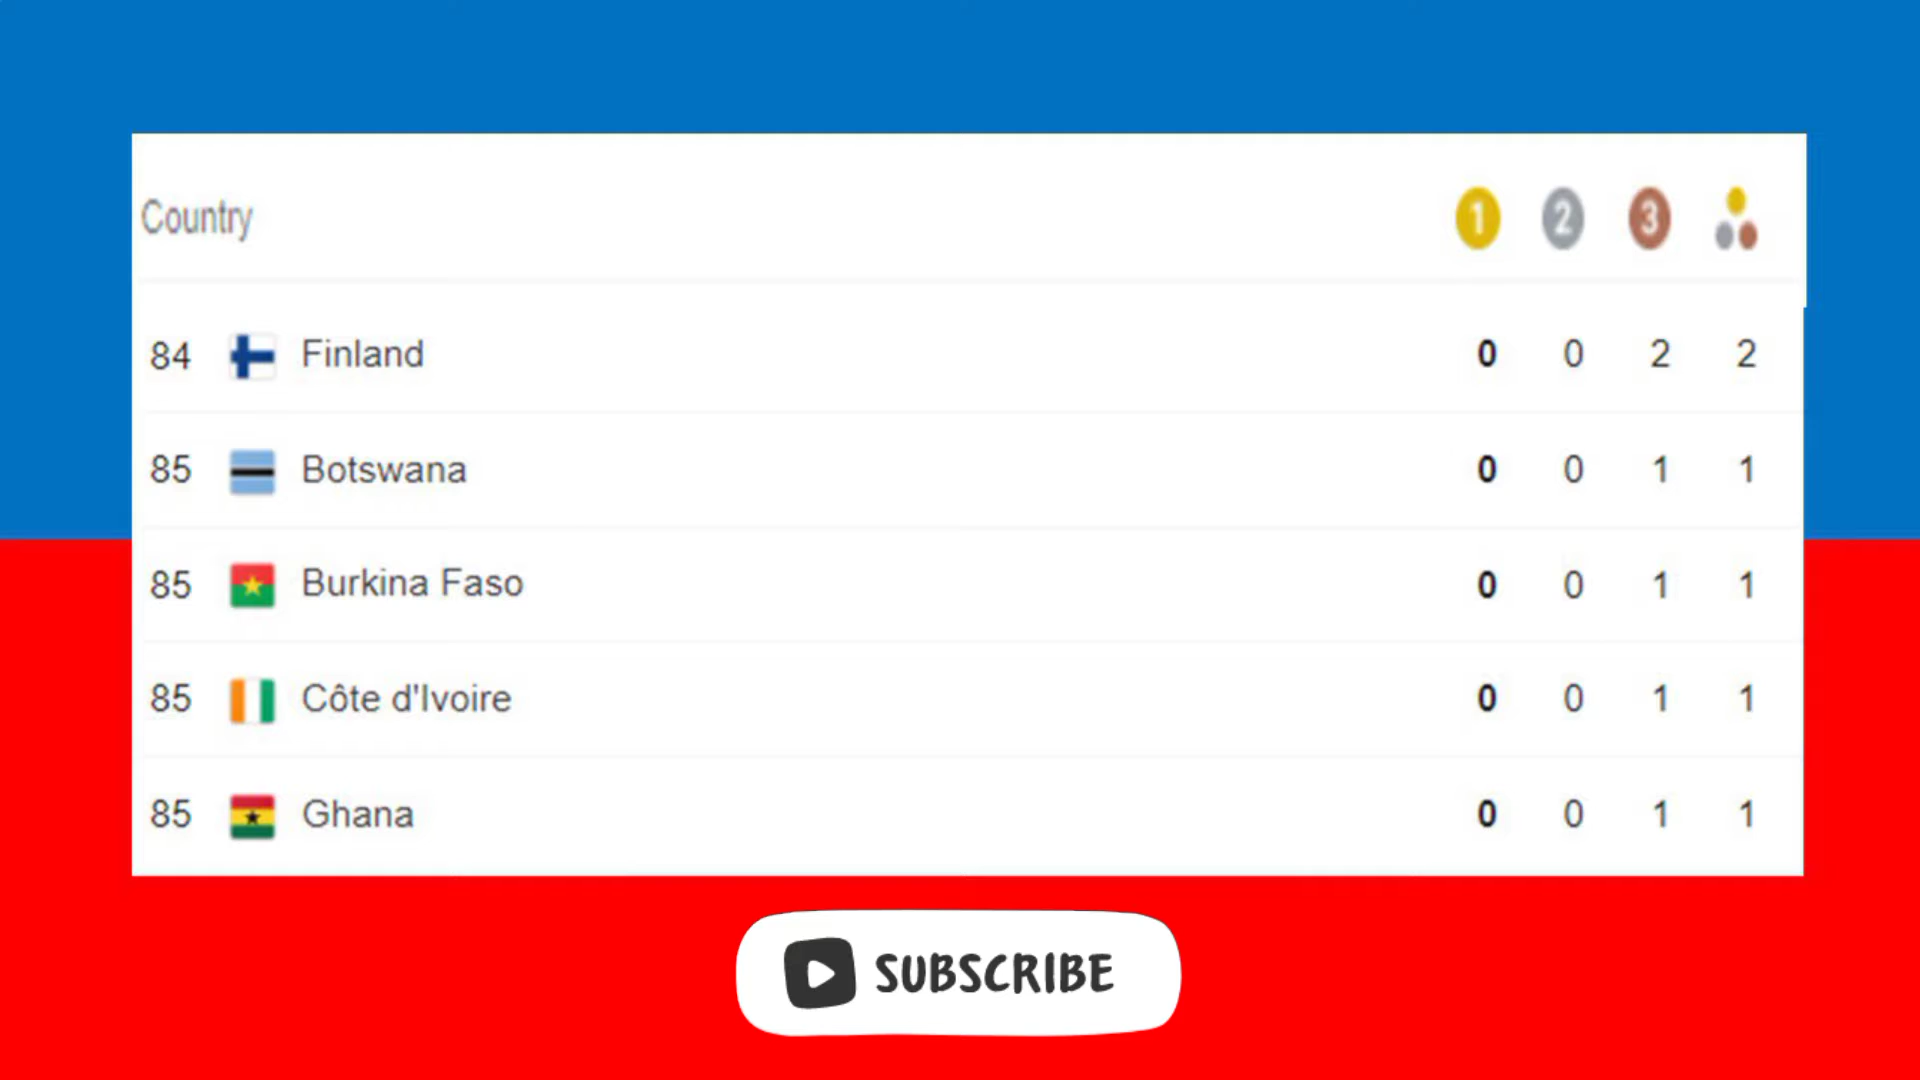 Country 1 2 3
84 Finland 0 0 2 2
85 Botswana 0 0 1 1
85 Burkina Faso 0 0 1 1
85 Côte d'Ivoire 0 0 1 1
85 Ghana 0 0 1 1
SUBSCRIBE